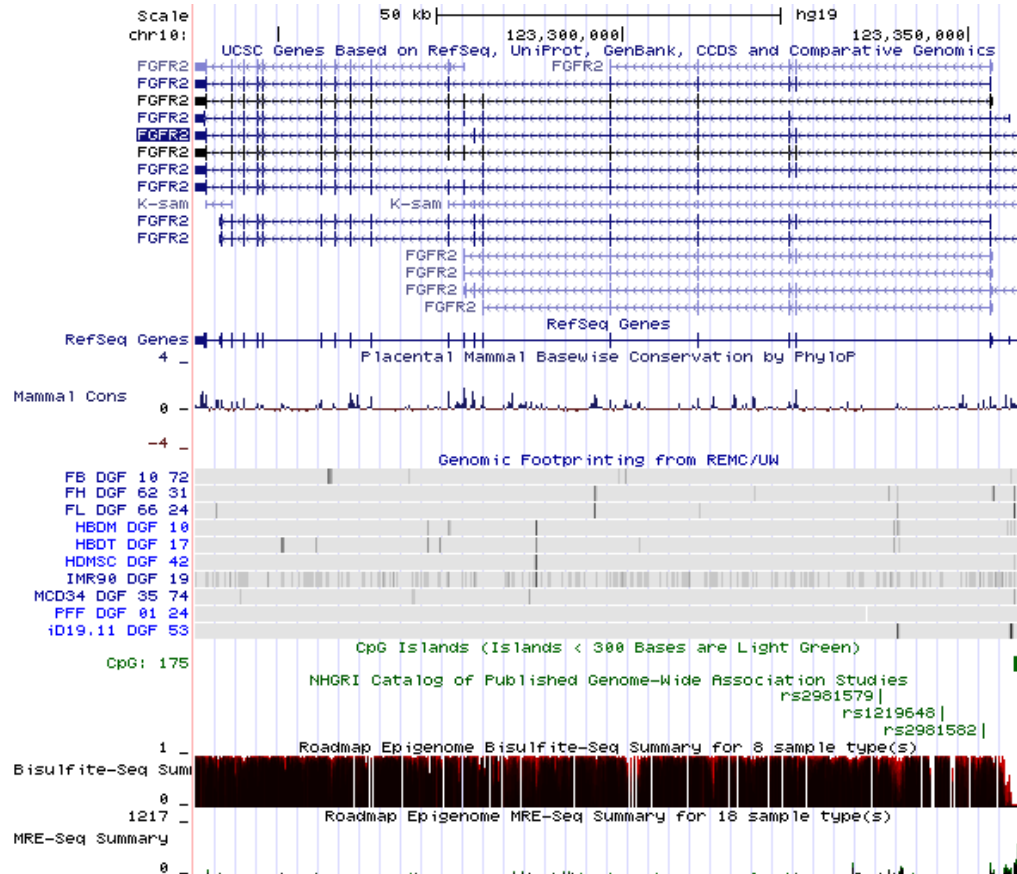 Scale 50 kb hg19
chr10: 123,300,000 123,350,000
UCSC Genes Based on RefSeq, UniProt, GenBank, CCDS and Comparative Genomics
FGFR2 FGFR2
FGFR2
FGFR2
FGFR2
FGFR2
FGFR2
FGFR2
FGFR2
K-sam K-sam
FGFR2
FGFR2
FGFR2
FGFR2
FGFR2
FGFR2
RefSeq Genes
RefSeq Genes
4 _ Placental Mammal Basewise Conservation by PhyloP
Mammal Cons
0 _
-4 _
Genomic Footprinting from REMC/UW
FB DGF 10 72
FH DGF 62 31
FL DGF 66 24
HBDM DGF 10
HBDT DGF 17
HDMSC DGF 42
IMR90 DGF 19
MCD34 DGF 35 74
PFF DGF 01 24
iD19.11 DGF 53
CpG Islands (Islands < 300 Bases are Light Green)
CpG: 175
NHGRI Catalog of Published Genome-Wide Association Studies
rs2981579
rs1219648
rs2981582
1 _ Roadmap Epigenome Bisulfite-Seq Summary for 8 sample type(s)
Bisulfite-Seq Summ
0 _
1217 _ Roadmap Epigenome MRE-Seq Summary for 18 sample type(s)
MRE-Seq Summary
0 _